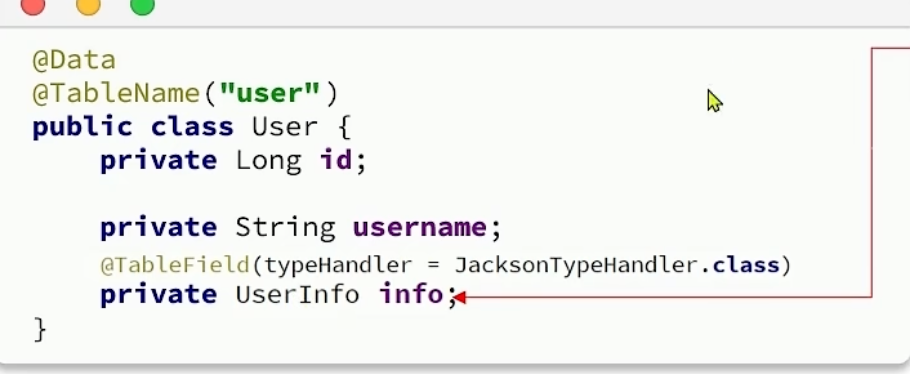 @Data
@TableName("user")
public class User {
    private Long id;
    private String username;
    @TableField(typeHandler = JacksonTypeHandler.class)
    private UserInfo info;
}